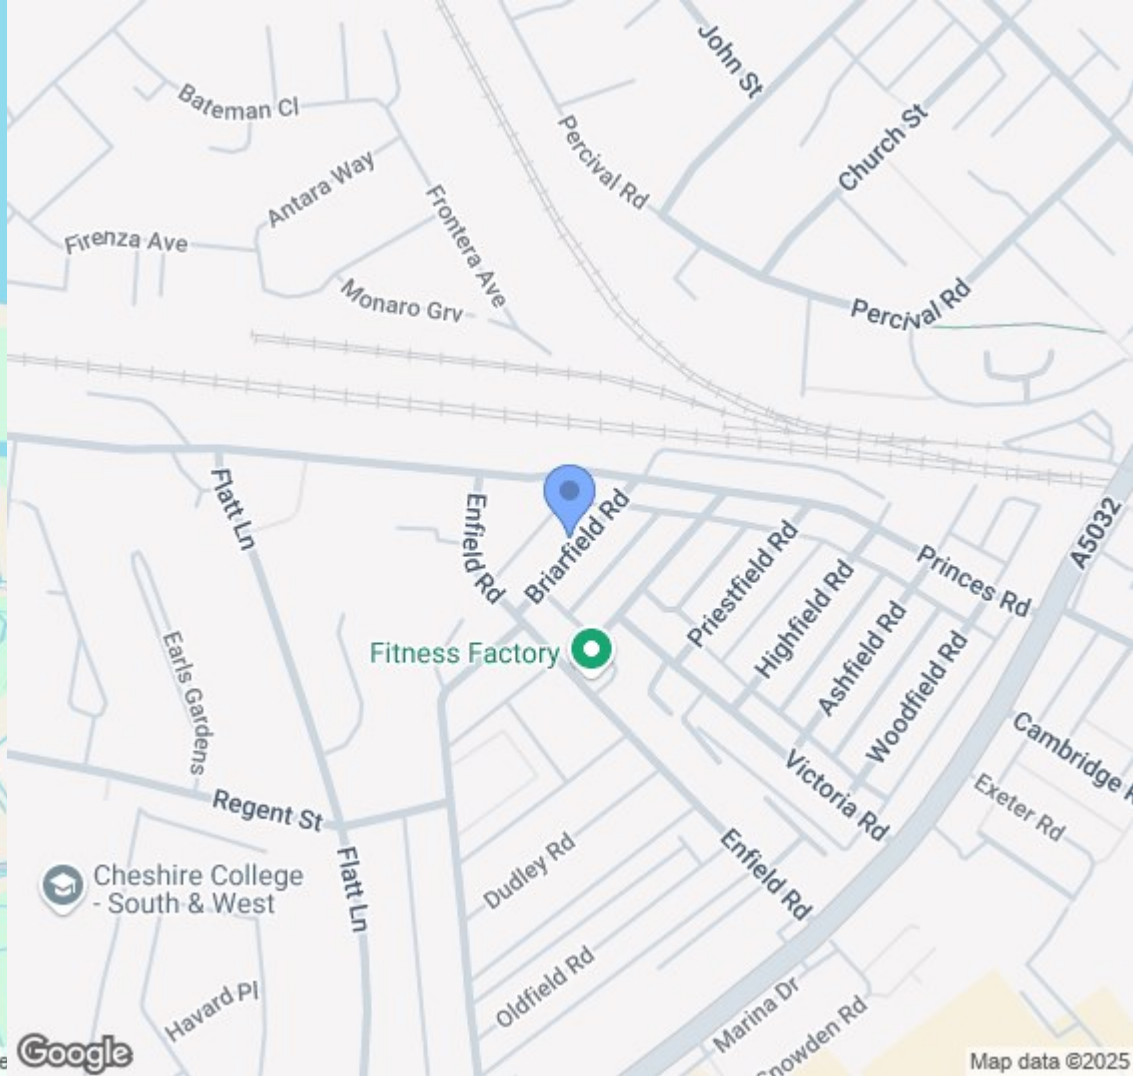 John St
Bateman Cl
Church St
Percival Rd
Antara Way
Frontera Ave
Firenza Ave
Monaro Grv
Percival Rd
Flatt Ln
Enfield Rd
Briarfield Rd
A5032
Princes Rd
Priestfield Rd
Highfield Rd
Ashfield Rd
Woodfield Rd
Fitness Factory
Earls Gardens
Cambridge
Victoria Rd
Exeter Rd
Regent St
Enfield Rd
Dudley Rd
Flatt Ln
Cheshire College
- South & West
Oldfield Rd
Havard Pl
Marina Dr
Snowden Rd
Google
Map data ©2025